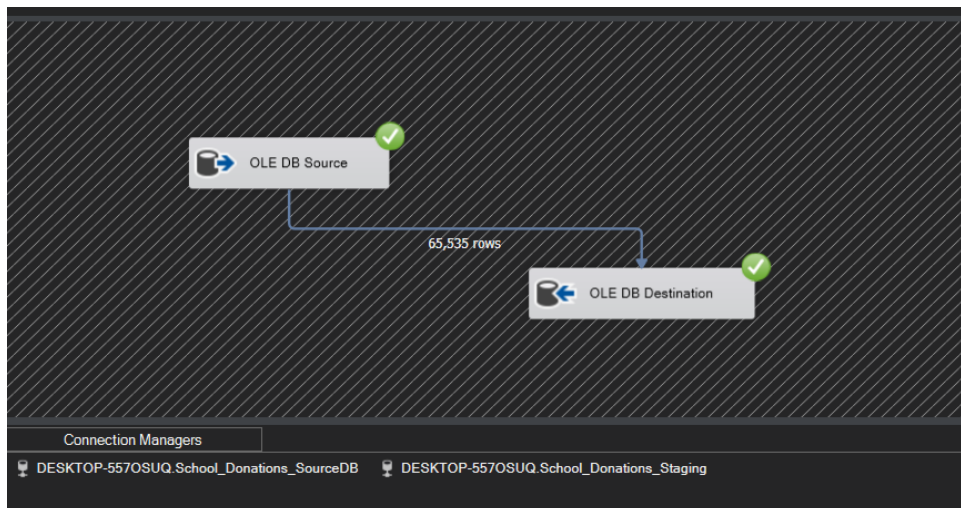 OLE DB Source
65,535 rows
OLE DB Destination
Connection Managers
DESKTOP-557OSUQ.School_Donations_SourceDB
DESKTOP-557OSUQ.School_Donations_Staging